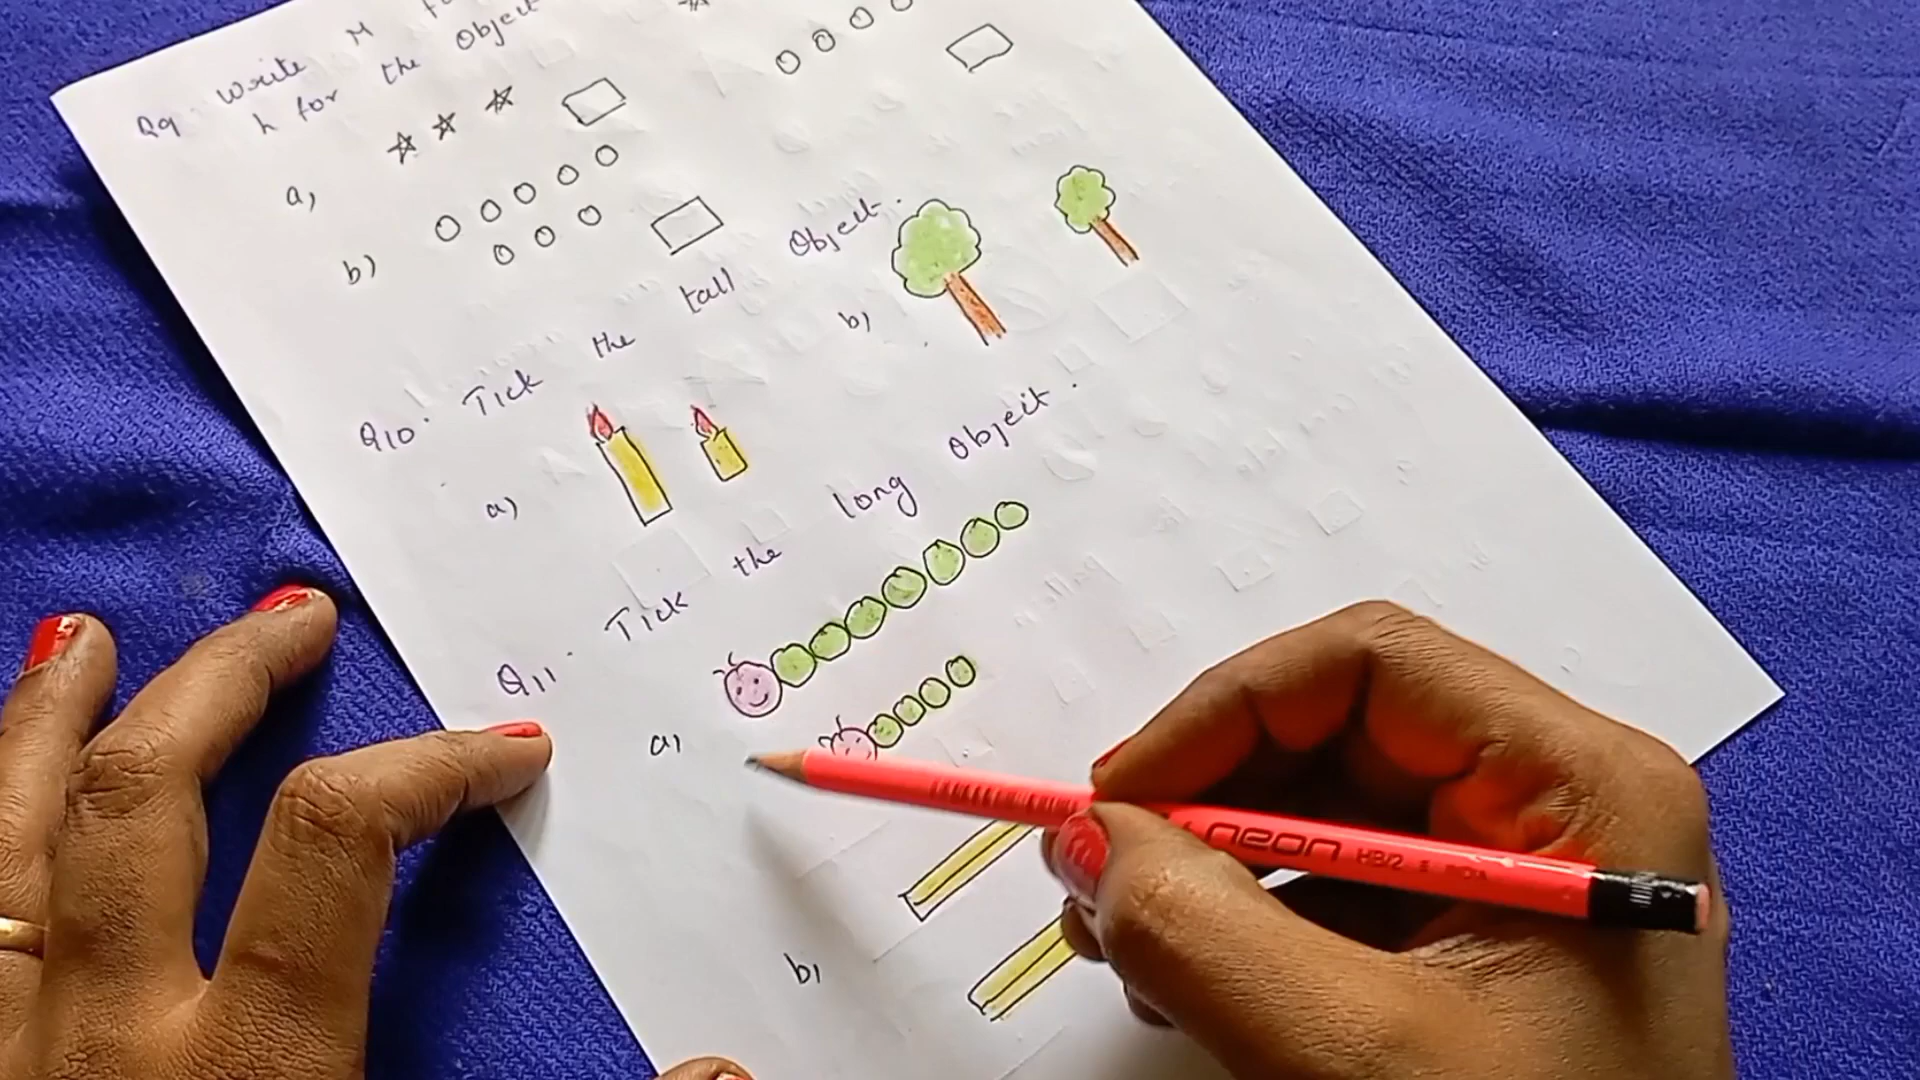 Q9. Write M
h for the Object
a,
b)
Q10. Tick the tall Object.
a)
b)
Q11. Tick the long Object.
a,
b,
neon HB/2